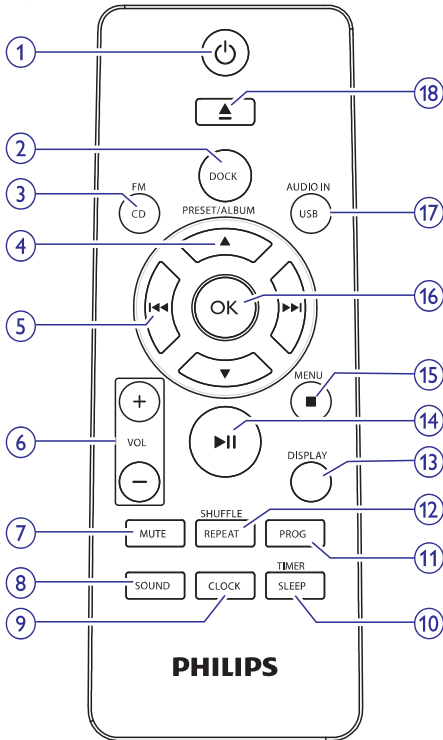 1
18
2
DOCK
FM
AUDIO IN
3
CD
USB
17
PRESET/ALBUM
4
OK
16
5
MENU
15
+
6
VOL
14
−
DISPLAY
13
SHUFFLE
12
7
MUTE
REPEAT
PROG
11
TIMER
8
SOUND
CLOCK
SLEEP
9
10
PHILIPS